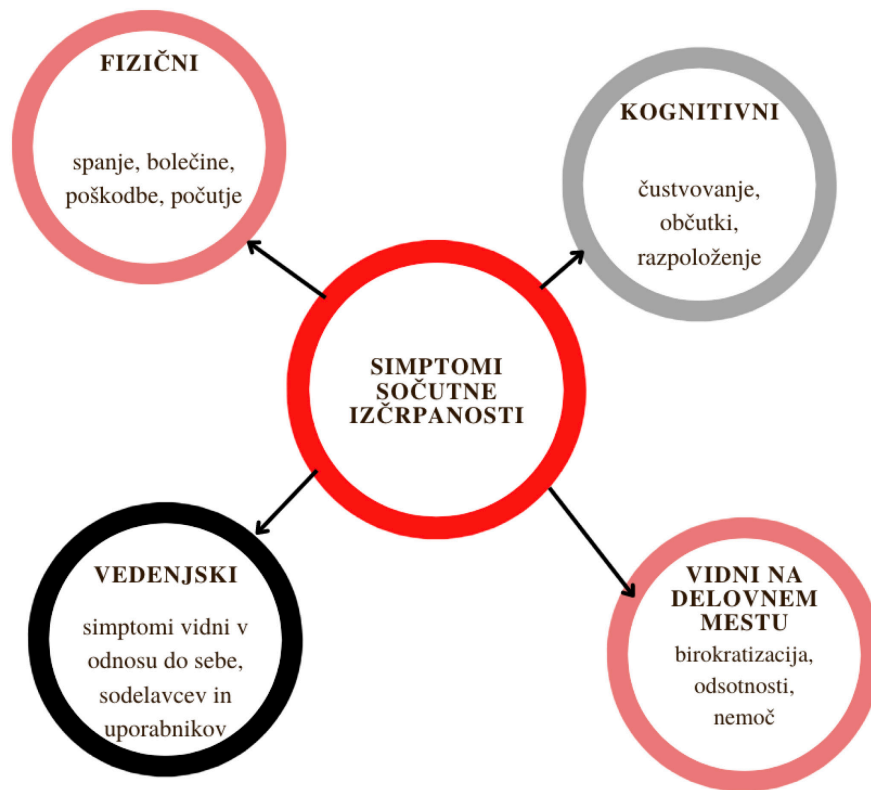 FIZIČNI
spanje, bolečine,
poškodbe, počutje
KOGNITIVNI
čustvovanje,
občutki,
razpoloženje
SIMPTOMI
SOČUTNE
IZČRPANOSTI
VEDENJSKI
simptomi vidni v
odnosu do sebe,
sodelavcev in
uporabnikov
VIDNI NA
DELOVNEM
MESTU
birokratizacija,
odsotnosti,
nemoč